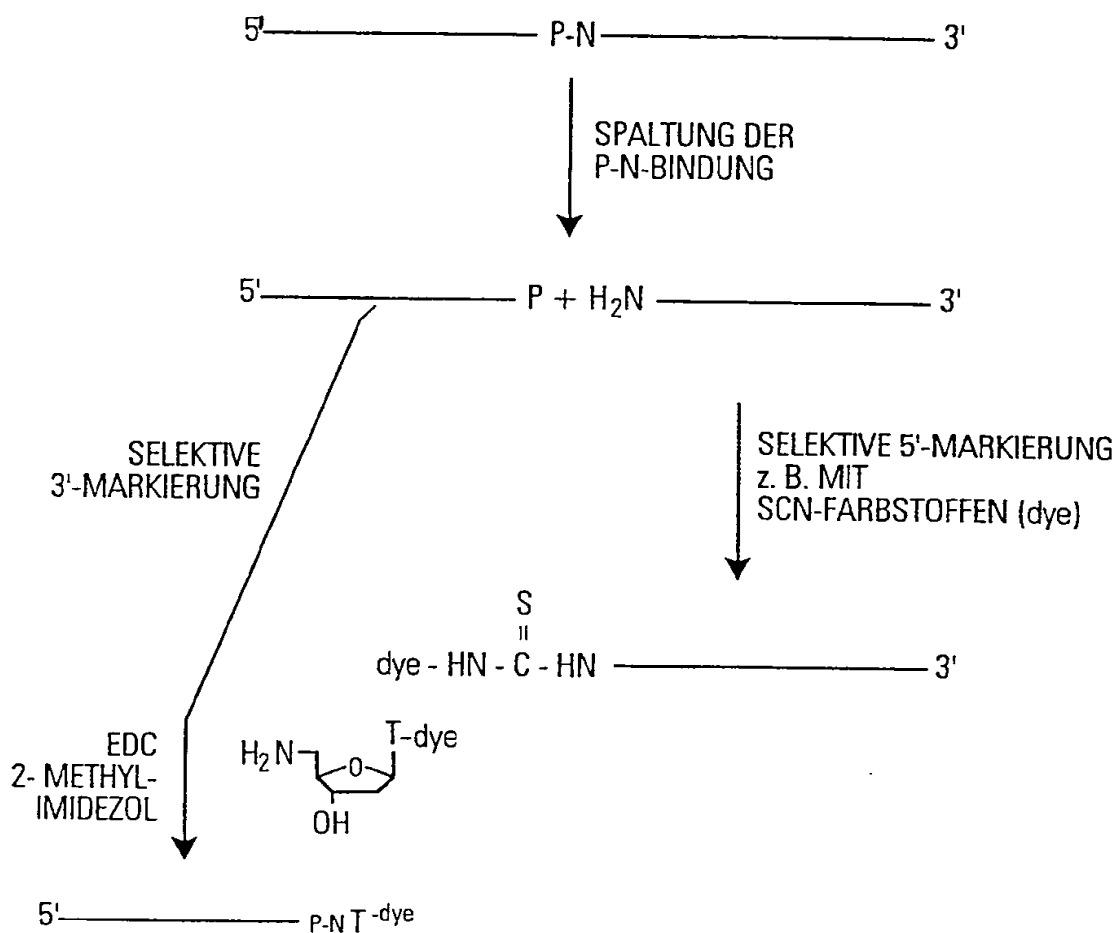 5' P-N 3'
SPALTUNG DER
P-N-BINDUNG
5' P + H₂N 3'
SELEKTIVE
3'-MARKIERUNG
SELEKTIVE 5'-MARKIERUNG
z. B. MIT
SCN-FARBSTOFFEN (dye)
S
dye - HN - C - HN 3'
EDC
2- METHYL-
IMIDEZOL
T-dye
H₂N O
OH
5' P-N T -dye